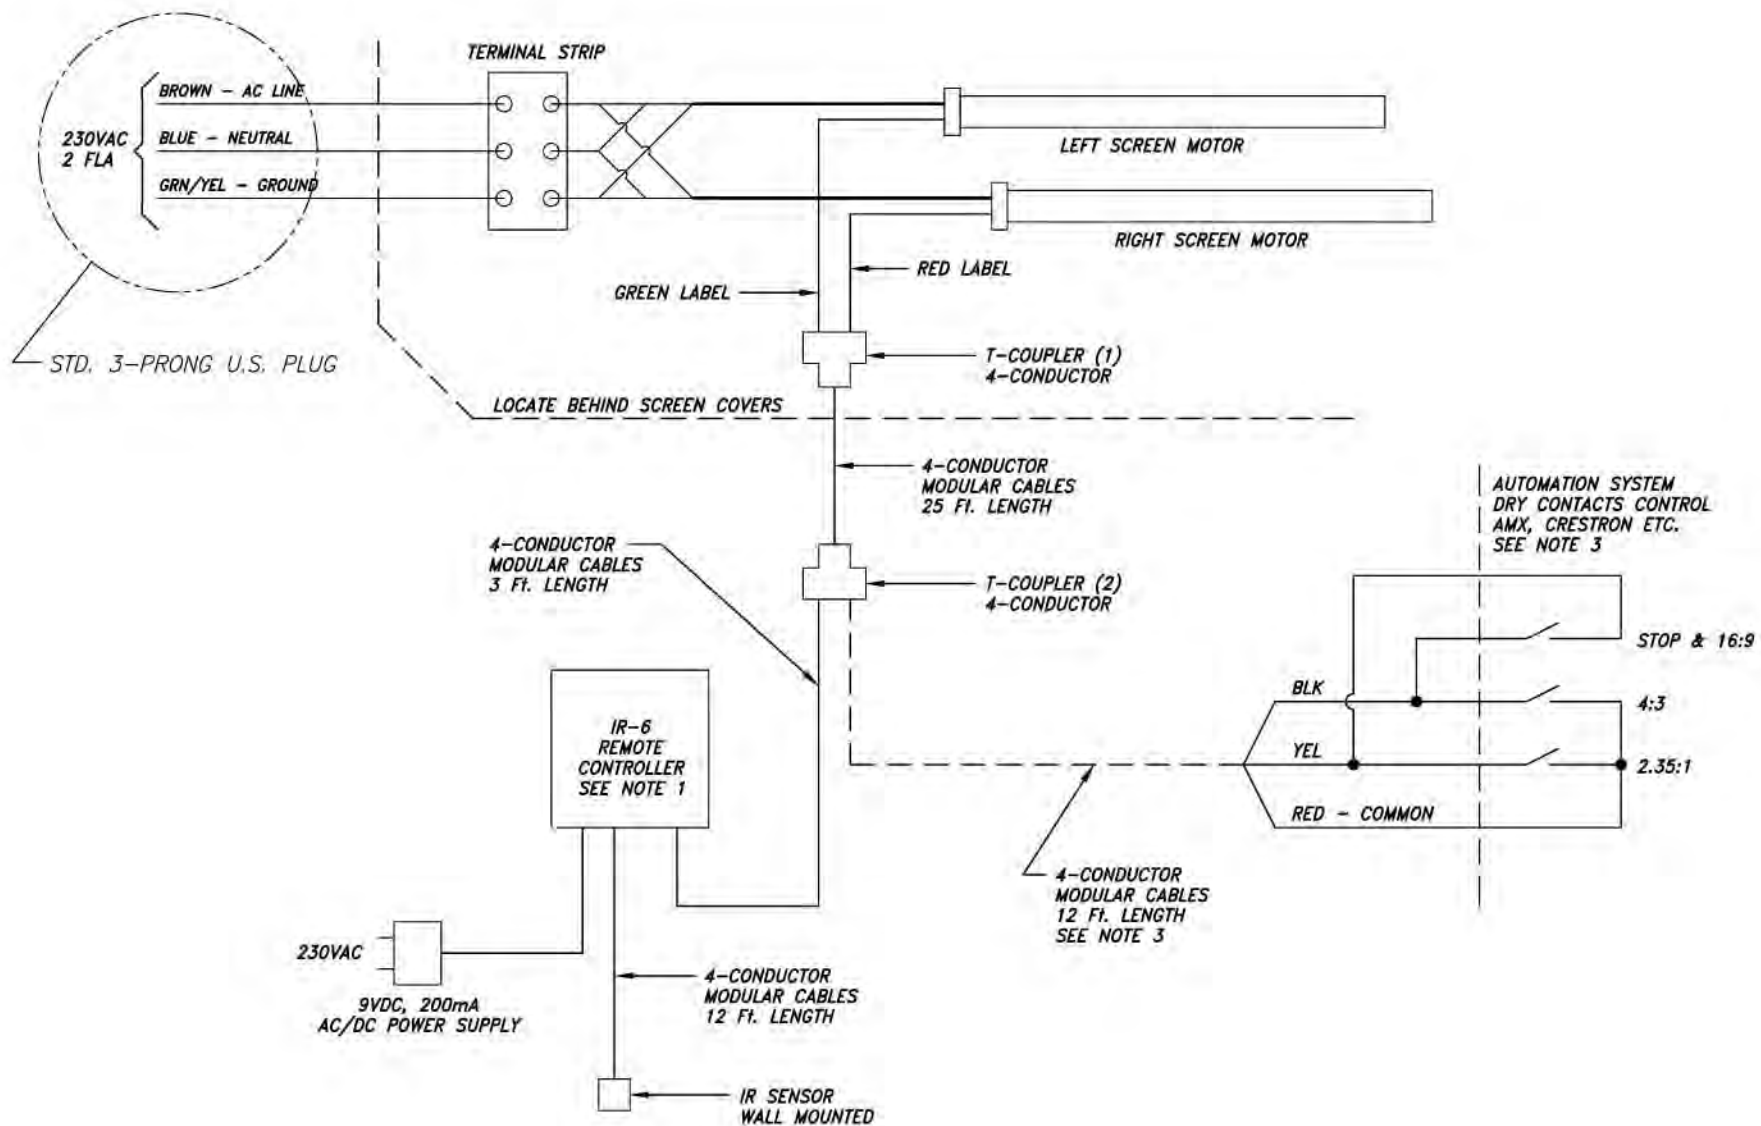 TERMINAL STRIP
BROWN - AC LINE
230VAC
2 FLA
BLUE - NEUTRAL
GRN/YEL - GROUND
LEFT SCREEN MOTOR
RIGHT SCREEN MOTOR
RED LABEL
GREEN LABEL
STD. 3-PRONG U.S. PLUG
T-COUPLER (1)
4-CONDUCTOR
LOCATE BEHIND SCREEN COVERS
4-CONDUCTOR
MODULAR CABLES
25 Ft. LENGTH
AUTOMATION SYSTEM
DRY CONTACTS CONTROL
AMX, CRESTRON ETC.
SEE NOTE 3
4-CONDUCTOR
MODULAR CABLES
3 Ft. LENGTH
T-COUPLER (2)
4-CONDUCTOR
STOP & 16:9
BLK
4:3
YEL
2.35:1
RED - COMMON
IR-6
REMOTE
CONTROLLER
SEE NOTE 1
4-CONDUCTOR
MODULAR CABLES
12 Ft. LENGTH
SEE NOTE 3
230VAC
9VDC, 200mA
AC/DC POWER SUPPLY
4-CONDUCTOR
MODULAR CABLES
12 Ft. LENGTH
IR SENSOR
WALL MOUNTED